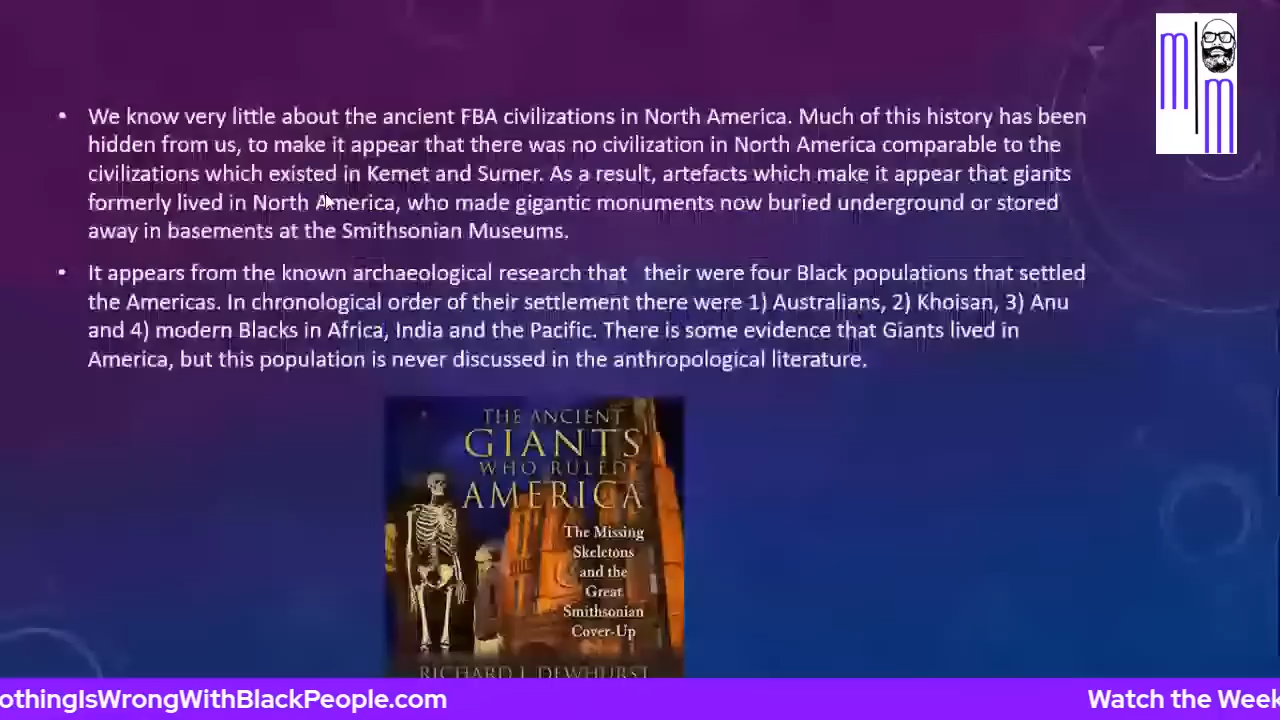 • We know very little about the ancient FBA civilizations in North America. Much of this history has been
hidden from us, to make it appear that there was no civilization in North America comparable to the
civilizations which existed in Kemet and Sumer. As a result, artefacts which make it appear that giants
formerly lived in North America, who made gigantic monuments now buried underground or stored
away in basements at the Smithsonian Museums.
• It appears from the known archaeological research that their were four Black populations that settled
the Americas. In chronological order of their settlement there were 1) Australians, 2) Khoisan, 3) Anu
and 4) modern Blacks in Africa, India and the Pacific. There is some evidence that Giants lived in
America, but this population is never discussed in the anthropological literature.
m
m
THE ANCIENT
GIANTS
WHO RULED
AMERICA
The Missing
Skeletons
and the
Great
Smithsonian
Cover-Up
RICHARD J. DEWHURST
othingIsWrongWithBlackPeople.com
Watch the Week